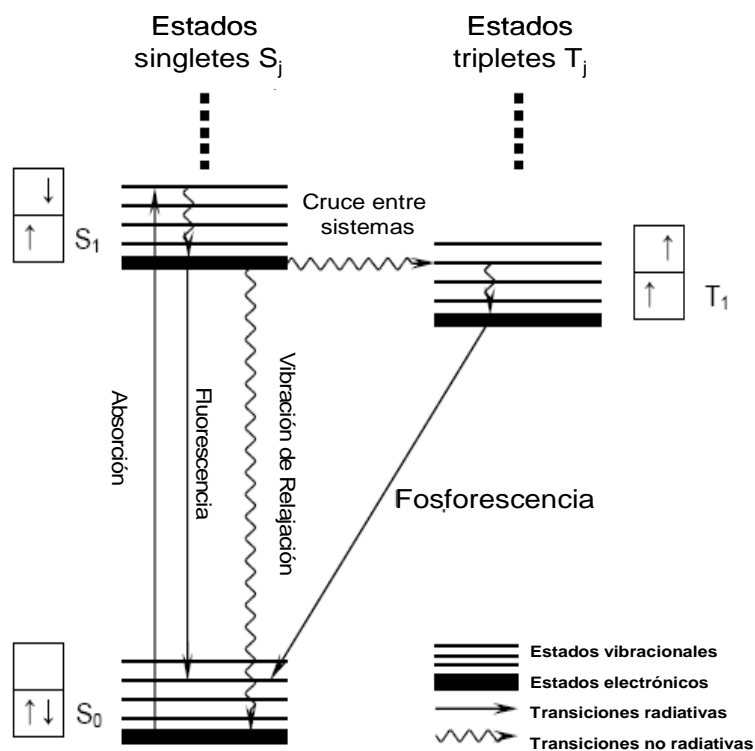 Estados
singletes Sj
Estados
tripletes Tj
Cruce entre
sistemas
↓
↑
S1
↑
↑
T1
Absorción
Fluorescencia
Vibración de Relajación
Fosforescencia
↑↓
S0
Estados vibracionales
Estados electrónicos
Transiciones radiativas
Transiciones no radiativas